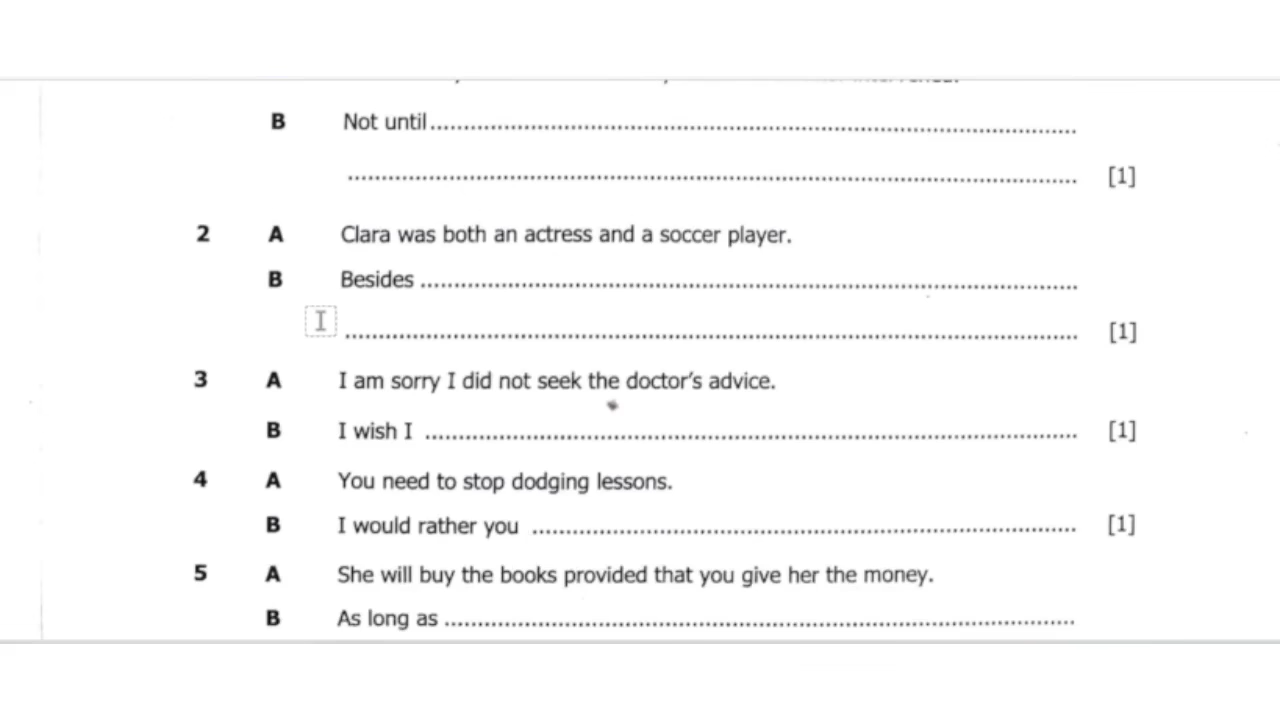 B Not until ..........
.......... [1]
2 A Clara was both an actress and a soccer player.
B Besides ..........
.......... [1]
3 A I am sorry I did not seek the doctor's advice.
B I wish I .......... [1]
4 A You need to stop dodging lessons.
B I would rather you .......... [1]
5 A She will buy the books provided that you give her the money.
B As long as ..........